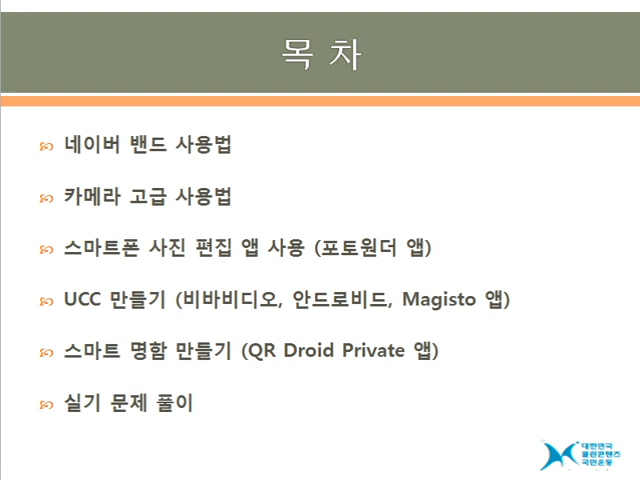 목 차
네이버 밴드 사용법
카메라 고급 사용법
스마트폰 사진 편집 앱 사용 (포토원더 앱)
UCC 만들기 (비바비디오, 안드로비드, Magisto 앱)
스마트 명함 만들기 (QR Droid Private 앱)
실기 문제 풀이
대한민국
클린콘텐츠
국민운동